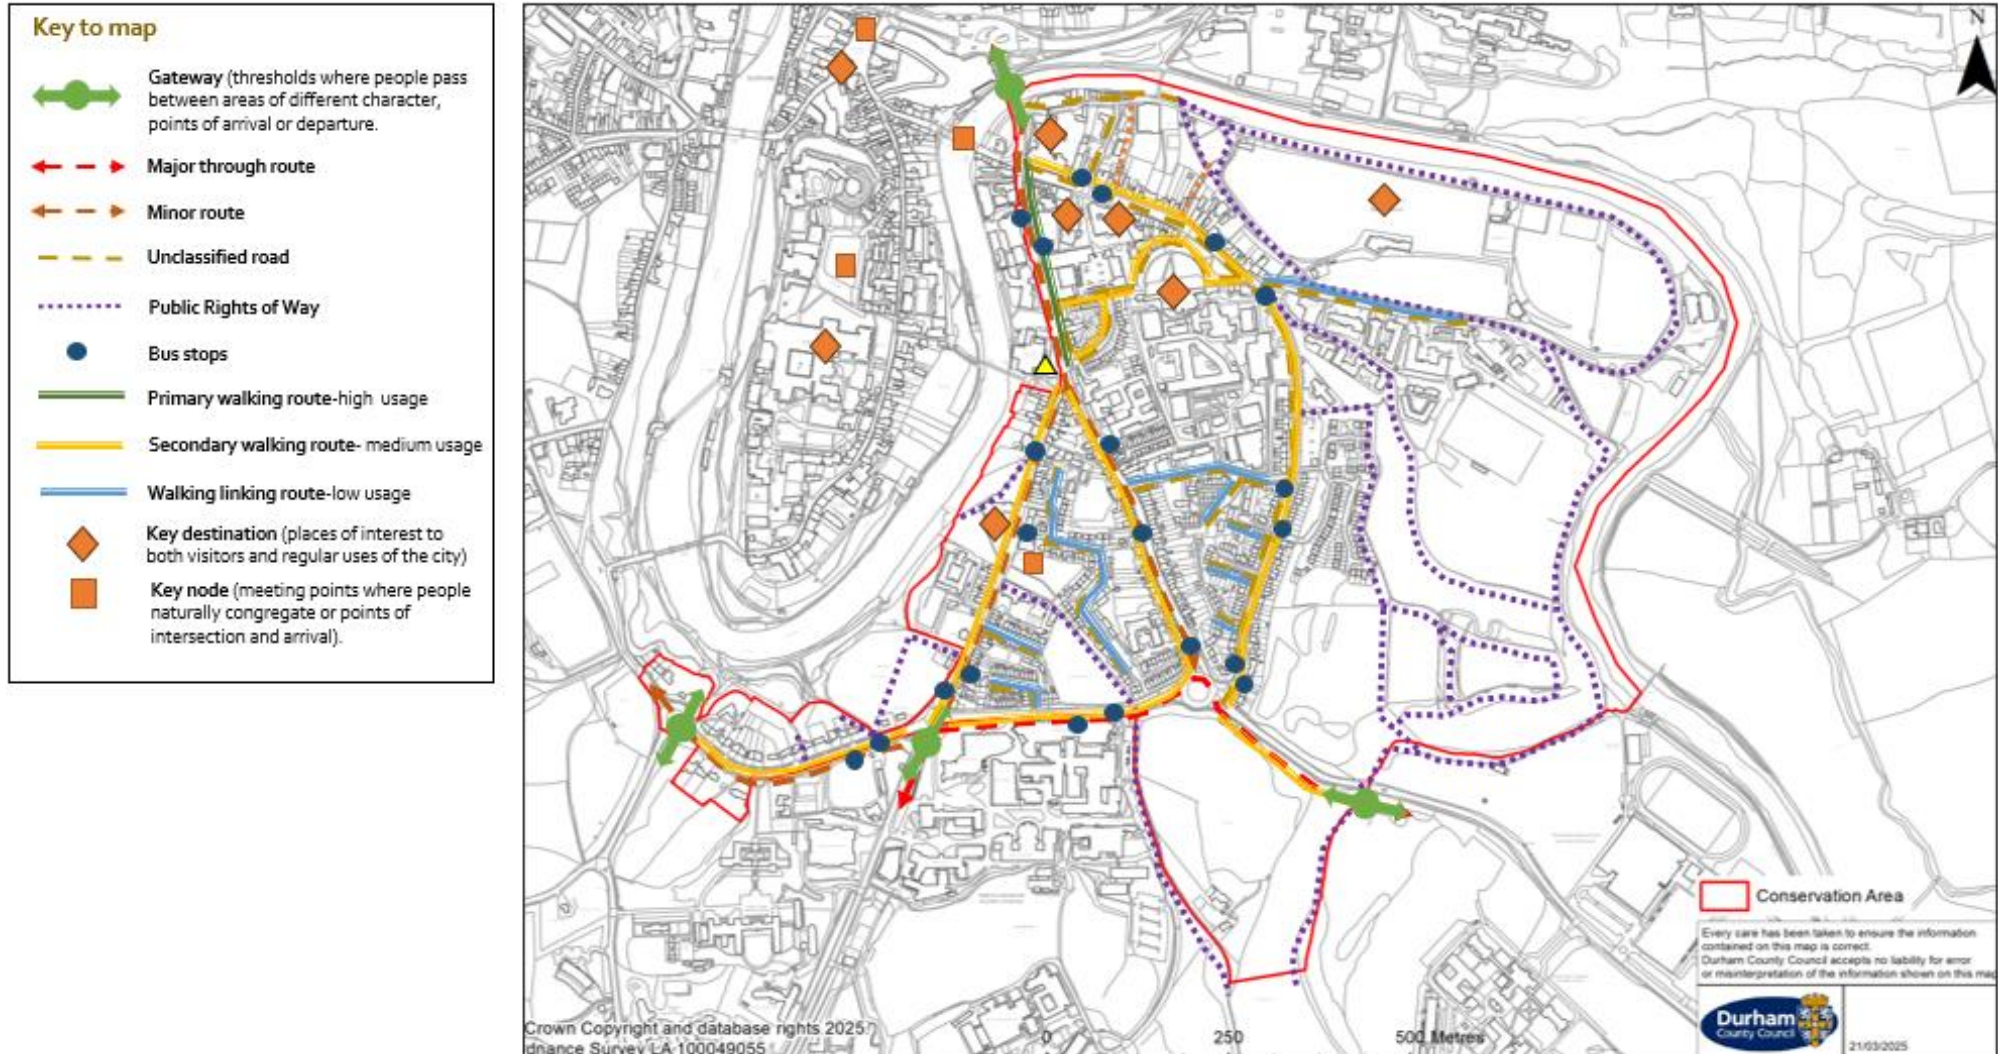 Key to map
Gateway (thresholds where people pass
between areas of different character,
points of arrival or departure.
Major through route
Minor route
Unclassified road
Public Rights of Way
Bus stops
Primary walking route-high usage
Secondary walking route- medium usage
Walking linking route-low usage
Key destination (places of interest to
both visitors and regular uses of the city)
Key node (meeting points where people
naturally congregate or points of
intersection and arrival).
N
Conservation Area
Every care has been taken to ensure the information
contained on this map is correct.
Durham County Council accepts no liability for error
or misinterpretation of the information shown on this map
Crown Copyright and database rights 2025
dnance Survey LA 100049055
0 250 500 Metres
Durham
County Council
21/03/2025